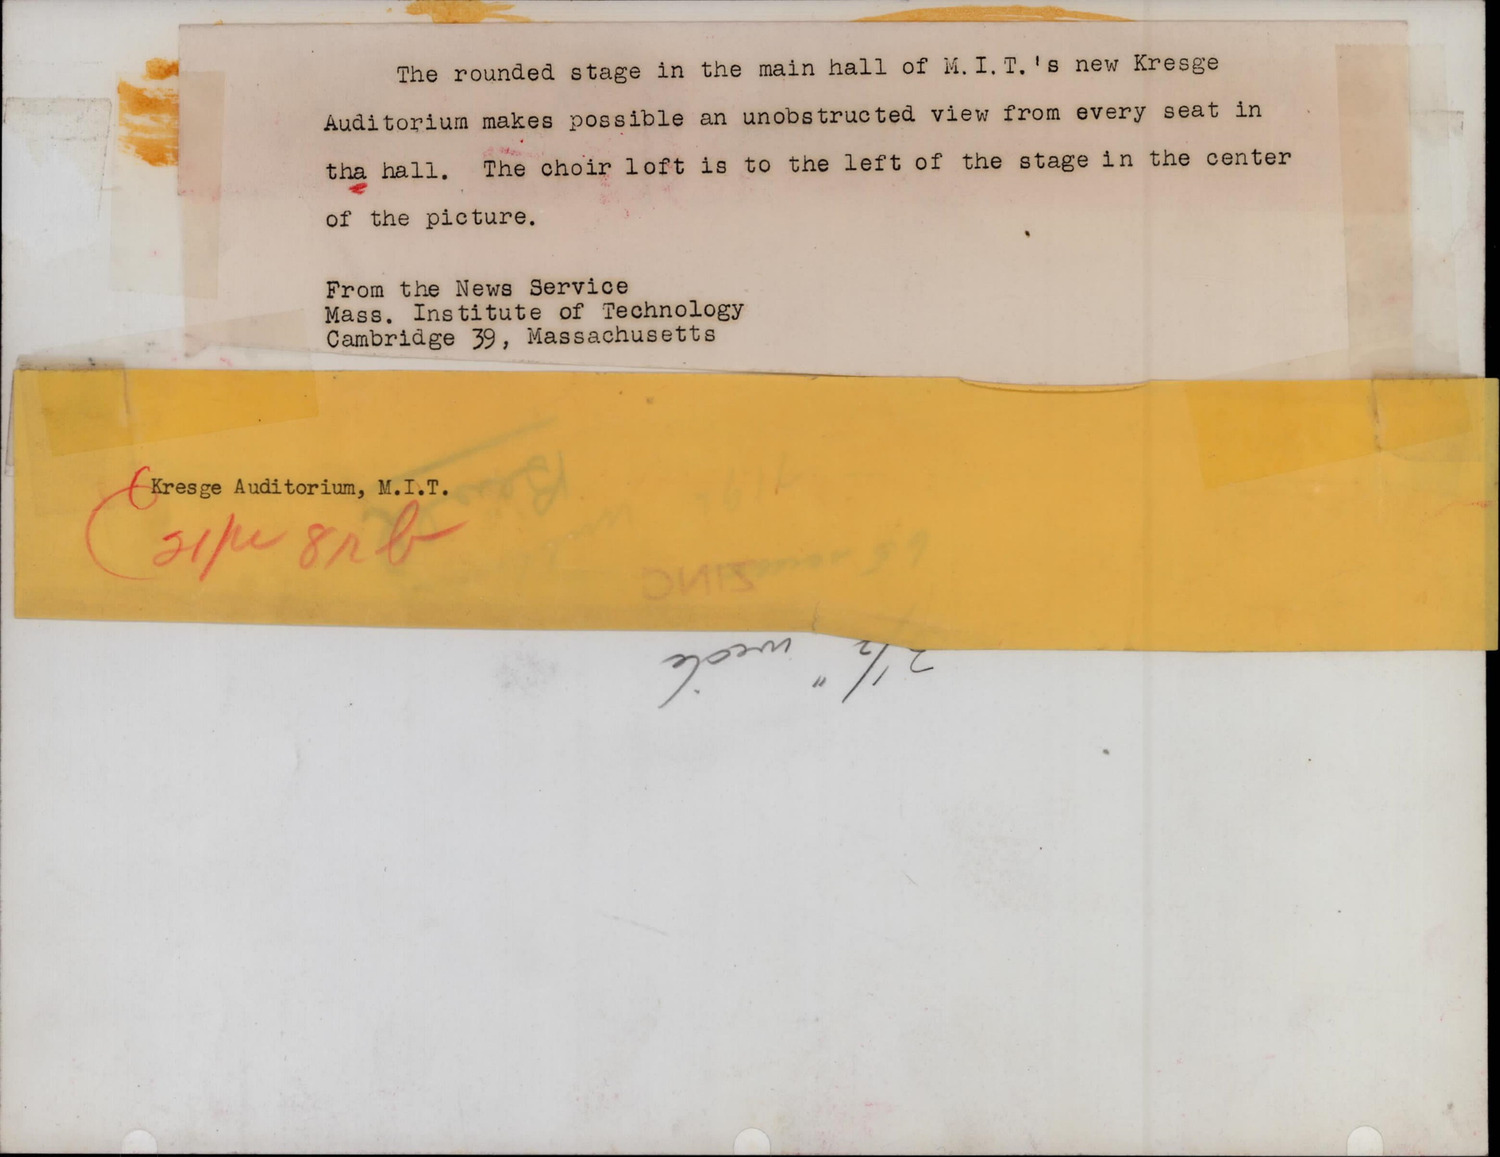 The rounded stage in the main hall of M.I.T.'s new Kresge
Auditorium makes possible an unobstructed view from every seat in
tha hall. The choir loft is to the left of the stage in the center
of the picture.
From the News Service
Mass. Institute of Technology
Cambridge 39, Massachusetts
Kresge Auditorium, M.I.T.
2 1/2" wide